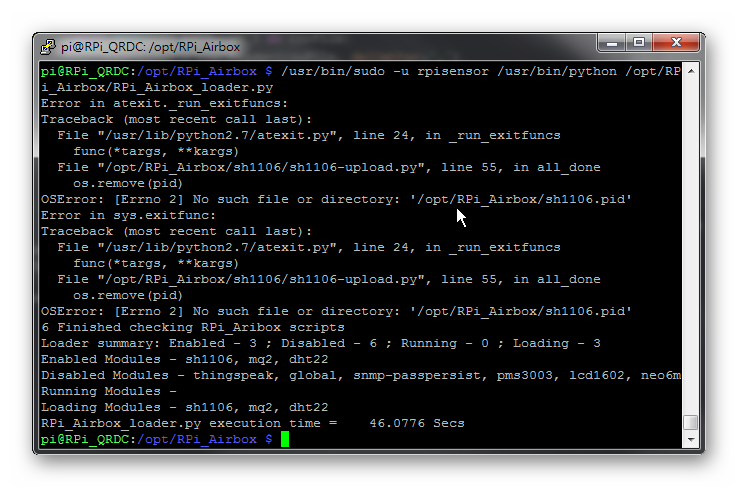 pi@RPi_QRDC: /opt/RPi_Airbox
pi@RPi_QRDC:/opt/RPi_Airbox $ /usr/bin/sudo -u rpisensor /usr/bin/python /opt/RP
i_Airbox/RPi_Airbox_loader.py
Error in atexit._run_exitfuncs:
Traceback (most recent call last):
  File "/usr/lib/python2.7/atexit.py", line 24, in _run_exitfuncs
    func(*targs, **kargs)
  File "/opt/RPi_Airbox/sh1106/sh1106-upload.py", line 55, in all_done
    os.remove(pid)
OSError: [Errno 2] No such file or directory: '/opt/RPi_Airbox/sh1106.pid'
Error in sys.exitfunc:
Traceback (most recent call last):
  File "/usr/lib/python2.7/atexit.py", line 24, in _run_exitfuncs
    func(*targs, **kargs)
  File "/opt/RPi_Airbox/sh1106/sh1106-upload.py", line 55, in all_done
    os.remove(pid)
OSError: [Errno 2] No such file or directory: '/opt/RPi_Airbox/sh1106.pid'
6 Finished checking RPi_Aribox scripts
Loader summary: Enabled - 3 ; Disabled - 6 ; Running - 0 ; Loading - 3
Enabled Modules - sh1106, mq2, dht22
Disabled Modules - thingspeak, global, snmp-passpersist, pms3003, lcd1602, neo6m
Running Modules -
Loading Modules - sh1106, mq2, dht22
RPi_Airbox_loader.py execution time =    46.0776 Secs
pi@RPi_QRDC:/opt/RPi_Airbox $